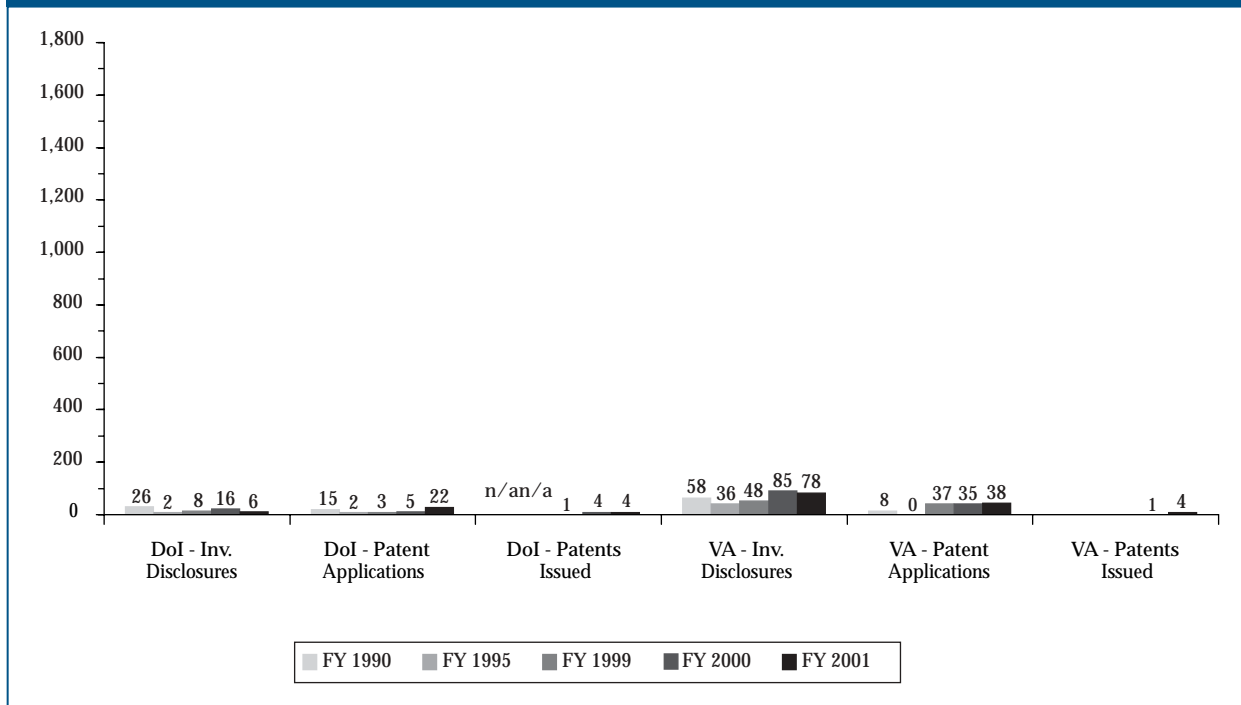 1,800
1,600
1,400
1,200
1,000
800
600
400
200
0
26 2 8 16 6
15 2 3 5 22
n/a n/a 1 4 4
58 36 48 85 78
8 0 37 35 38
1 4
DoI - Inv.
Disclosures
DoI - Patent
Applications
DoI - Patents
Issued
VA - Inv.
Disclosures
VA - Patent
Applications
VA - Patents
Issued
FY 1990 FY 1995 FY 1999 FY 2000 FY 2001